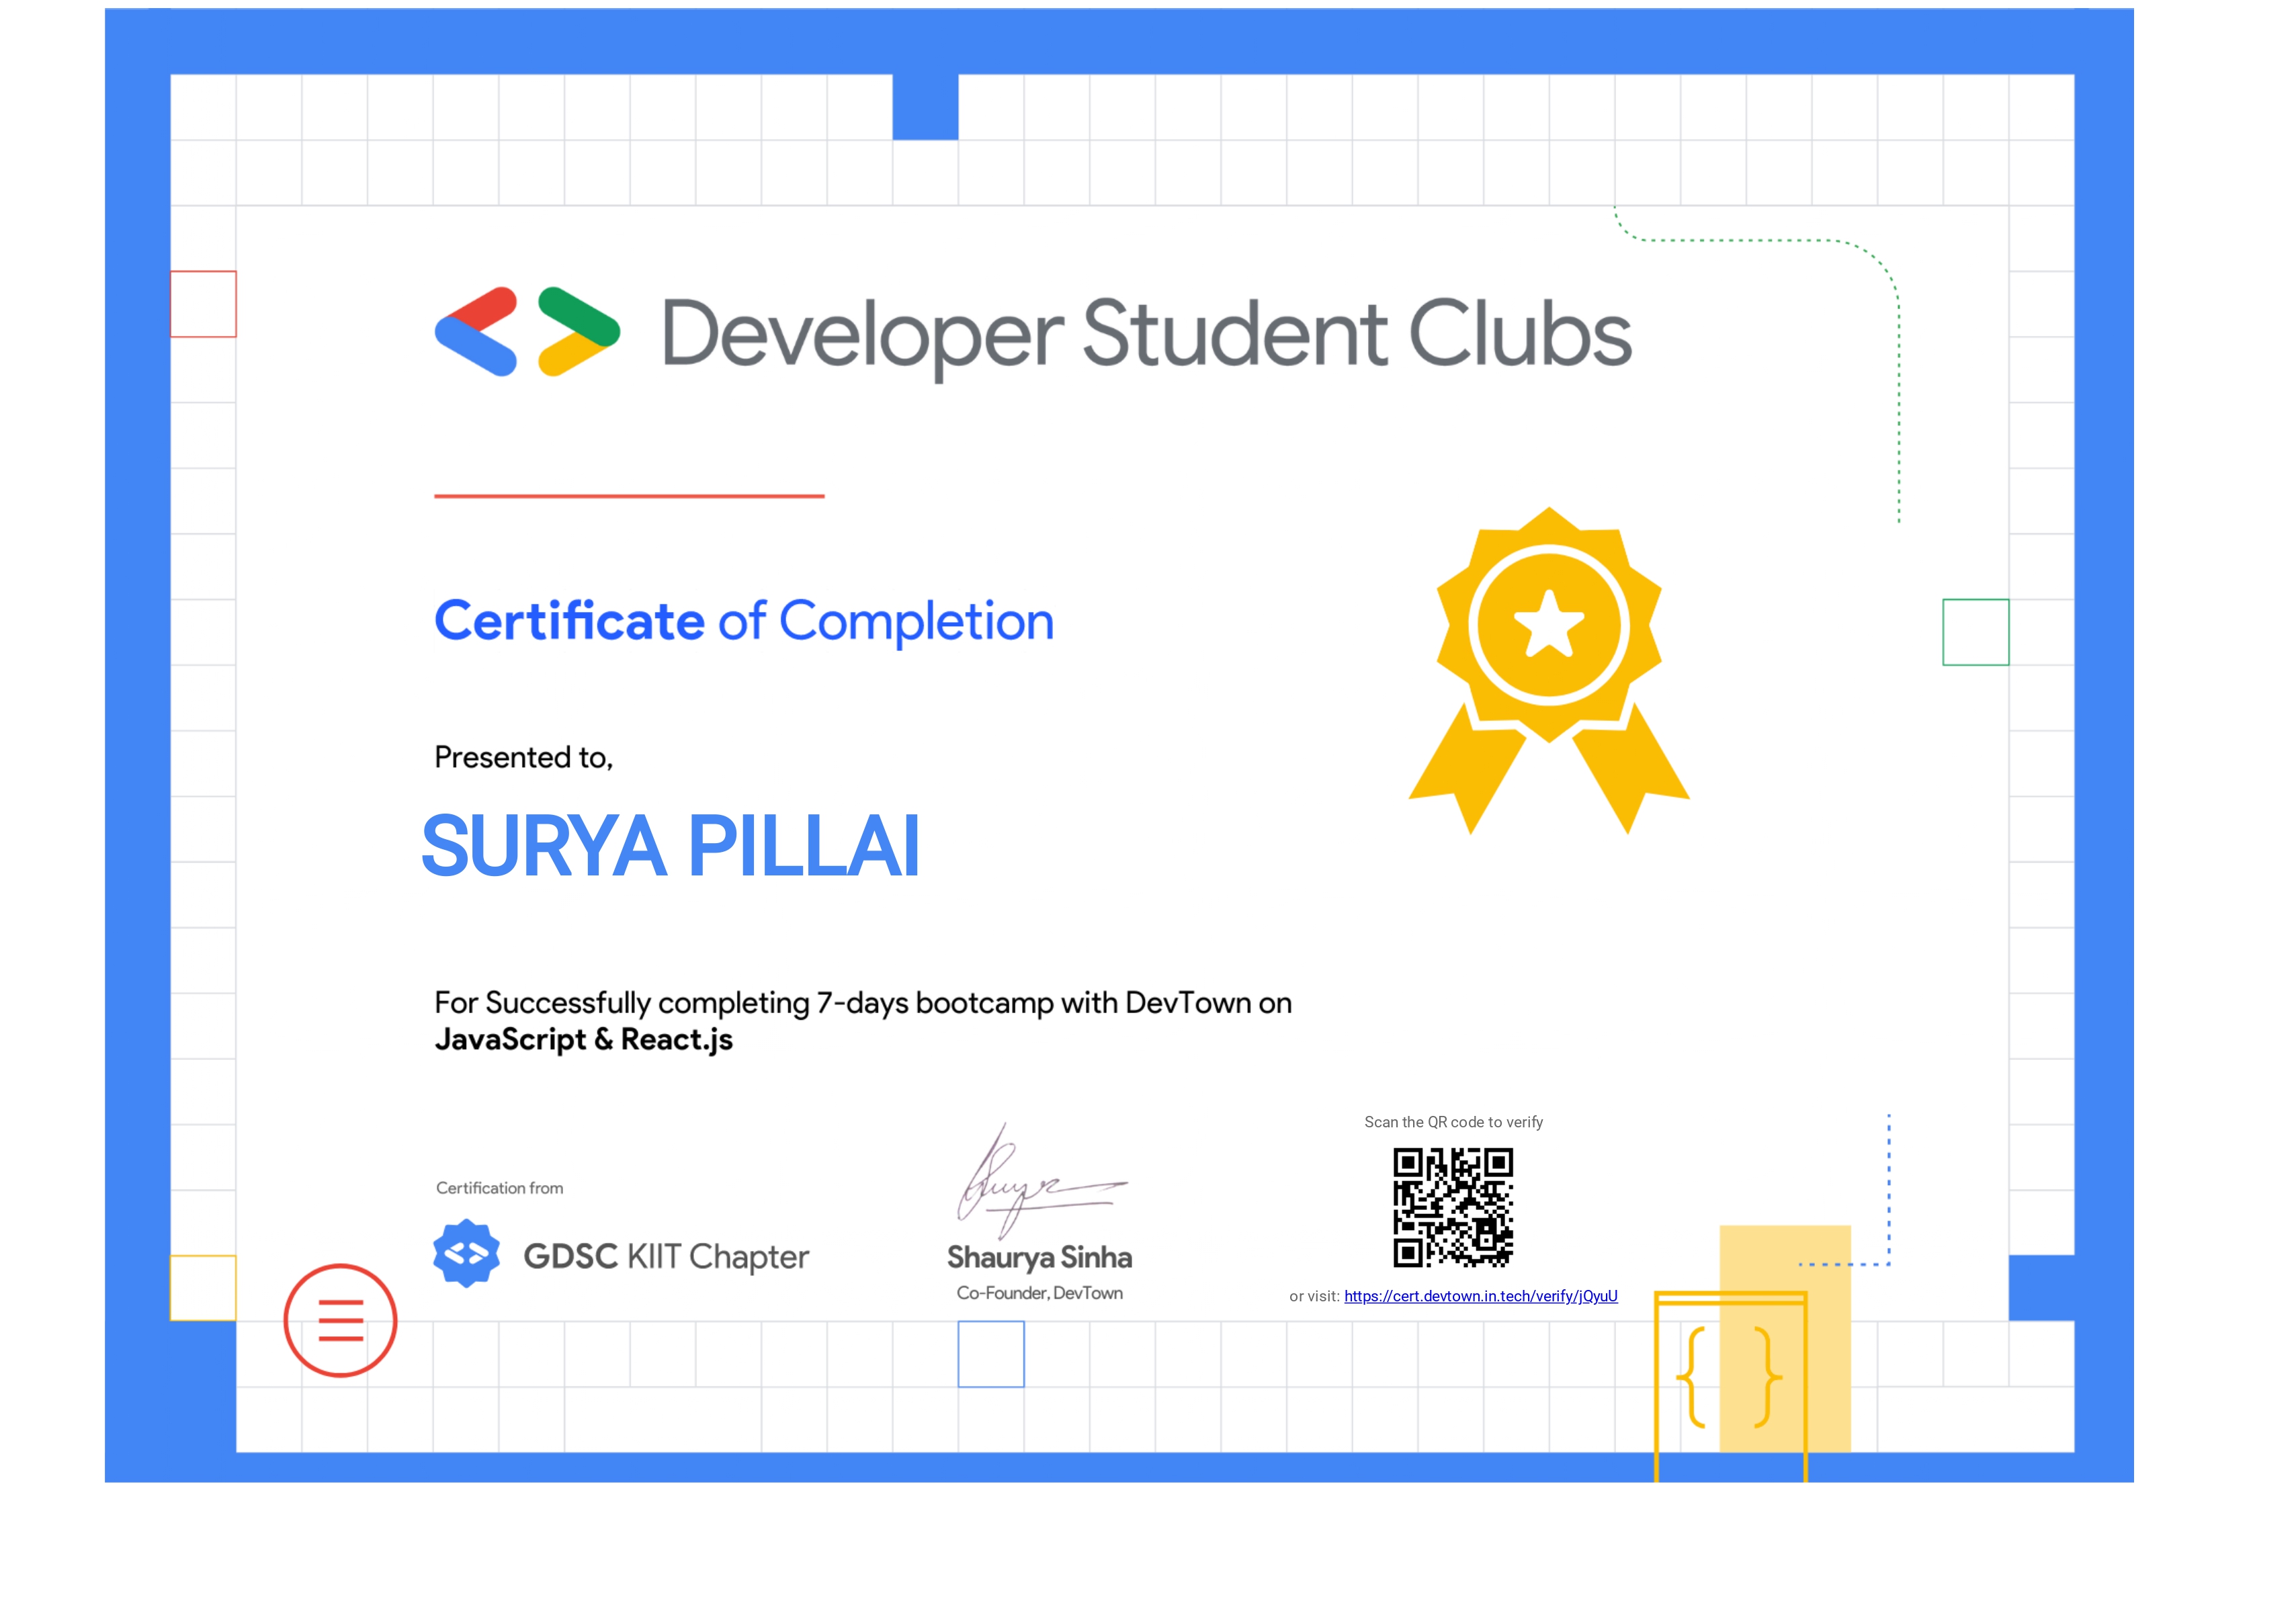 Developer Student Clubs
Certificate of Completion
Presented to,
SURYA PILLAI
For Successfully completing 7-days bootcamp with DevTown on
JavaScript & React.js
Certification from
GDSC KIIT Chapter
Shaurya Sinha
Co-Founder, DevTown
Scan the QR code to verify
or visit: https://cert.devtown.in.tech/verify/jQyuU
{ }